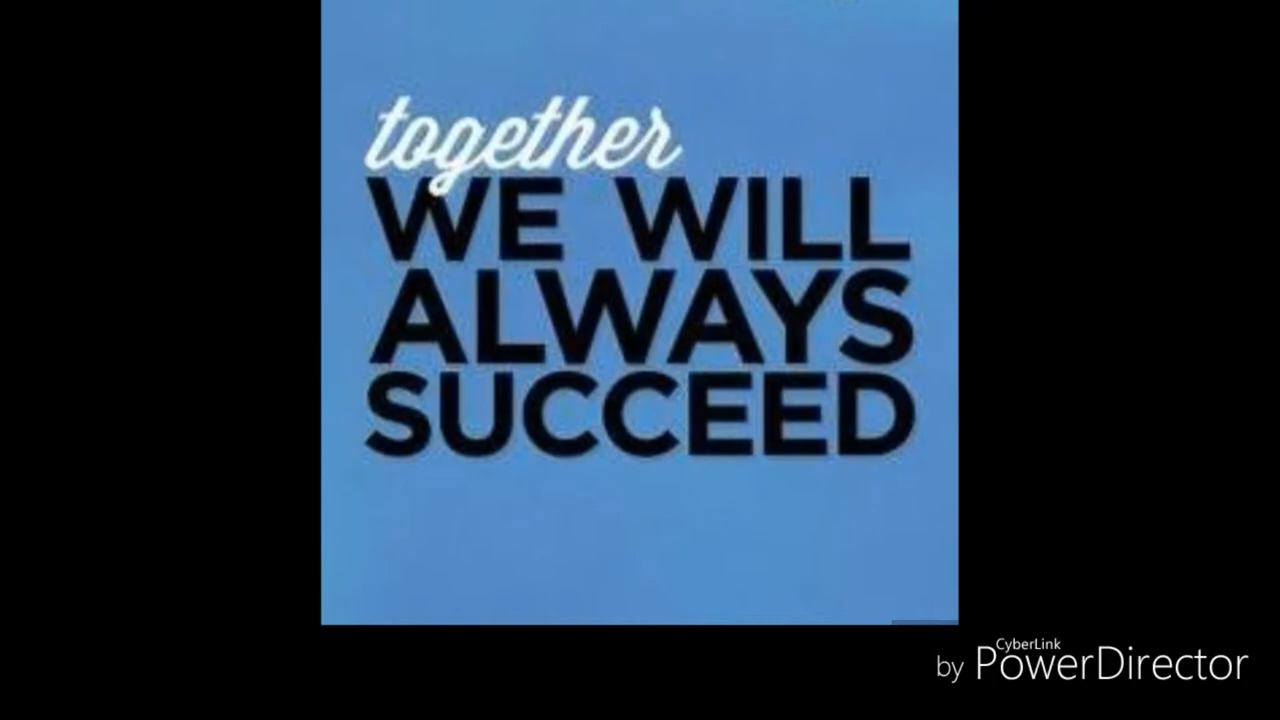 together
WE WILL
ALWAYS
SUCCEED
CyberLink
by PowerDirector